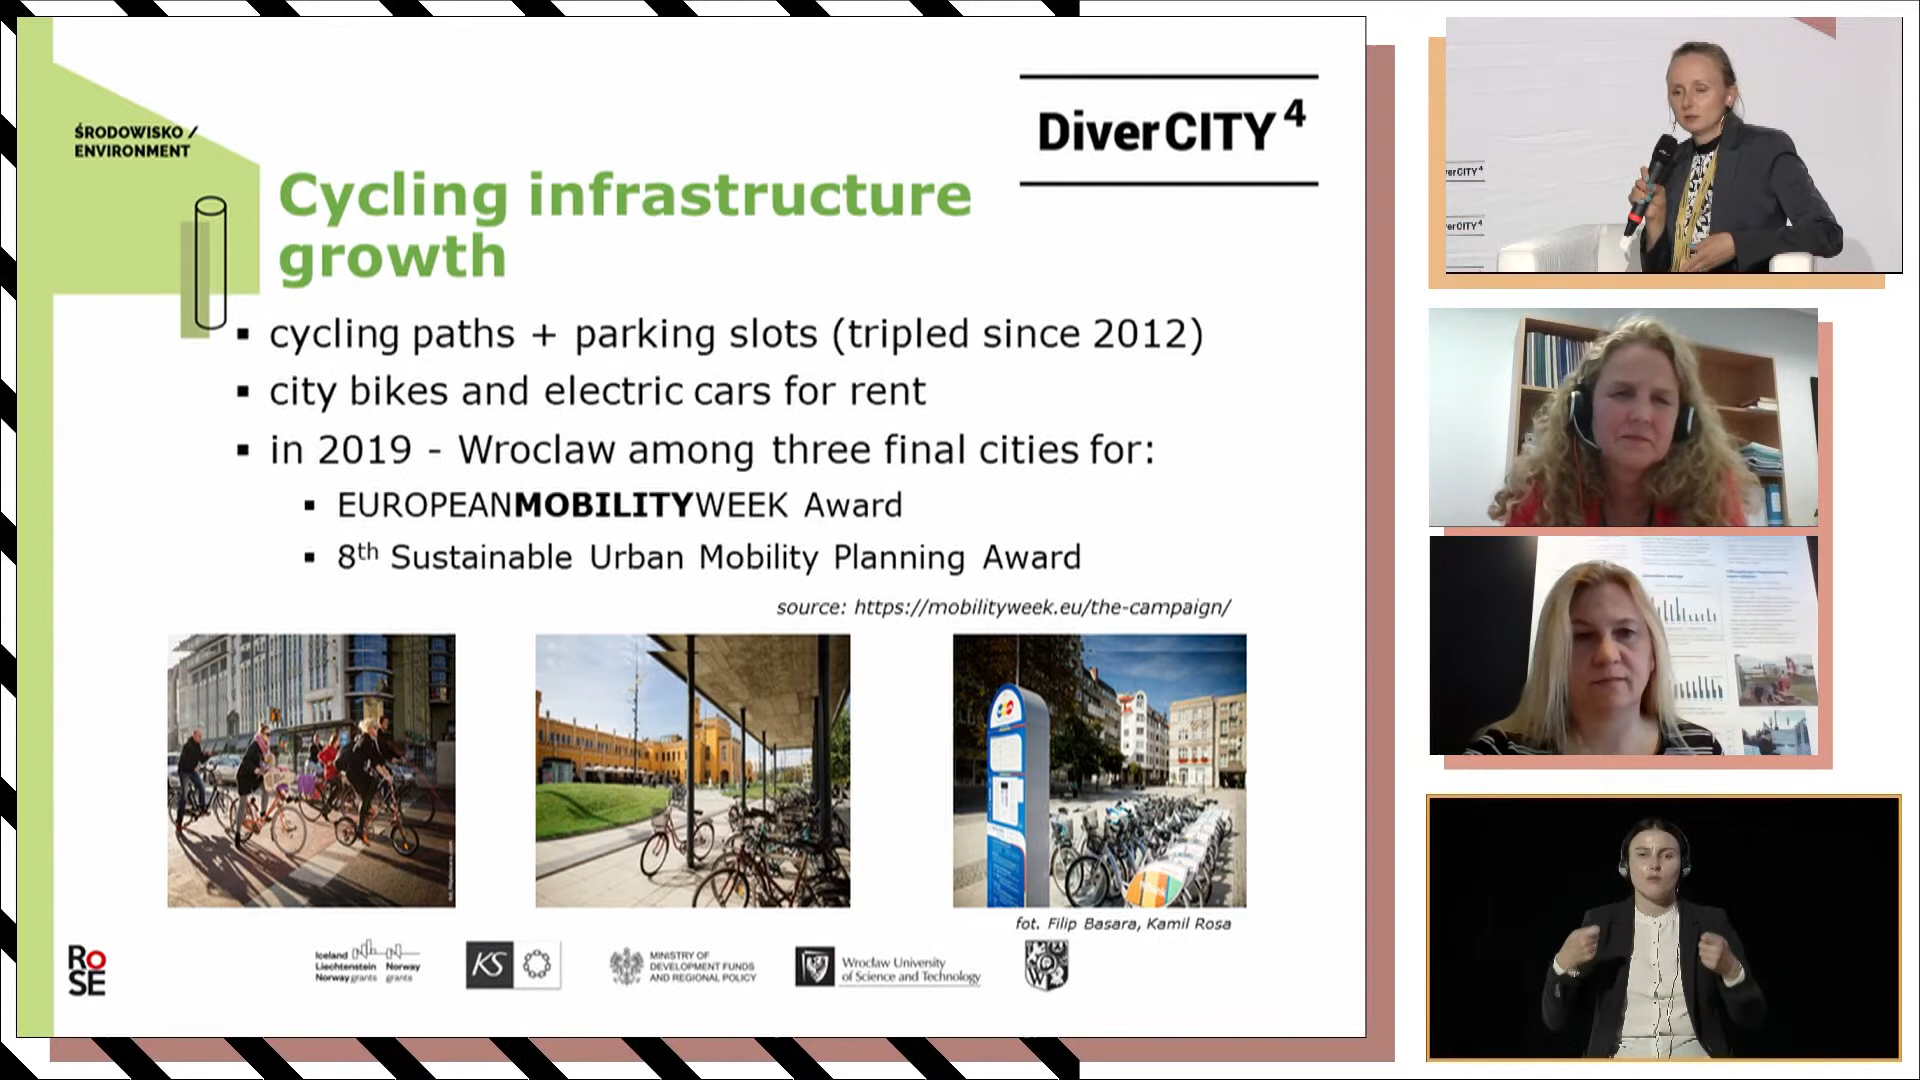 ŚRODOWISKO /
ENVIRONMENT
DiverCITY⁴
Cycling infrastructure
growth
▪ cycling paths + parking slots (tripled since 2012)
▪ city bikes and electric cars for rent
▪ in 2019 - Wroclaw among three final cities for:
▪ EUROPEANMOBILITYWEEK Award
▪ 8th Sustainable Urban Mobility Planning Award
source: https://mobilityweek.eu/the-campaign/
fot. Filip Basara, Kamil Rosa
RoSE
Iceland
Liechtenstein Norway
Norway grants grants
KS
MINISTRY OF
DEVELOPMENT FUNDS
AND REGIONAL POLICY
Wrocław University
of Science and Technology
W
verCITY⁴
verCITY⁴